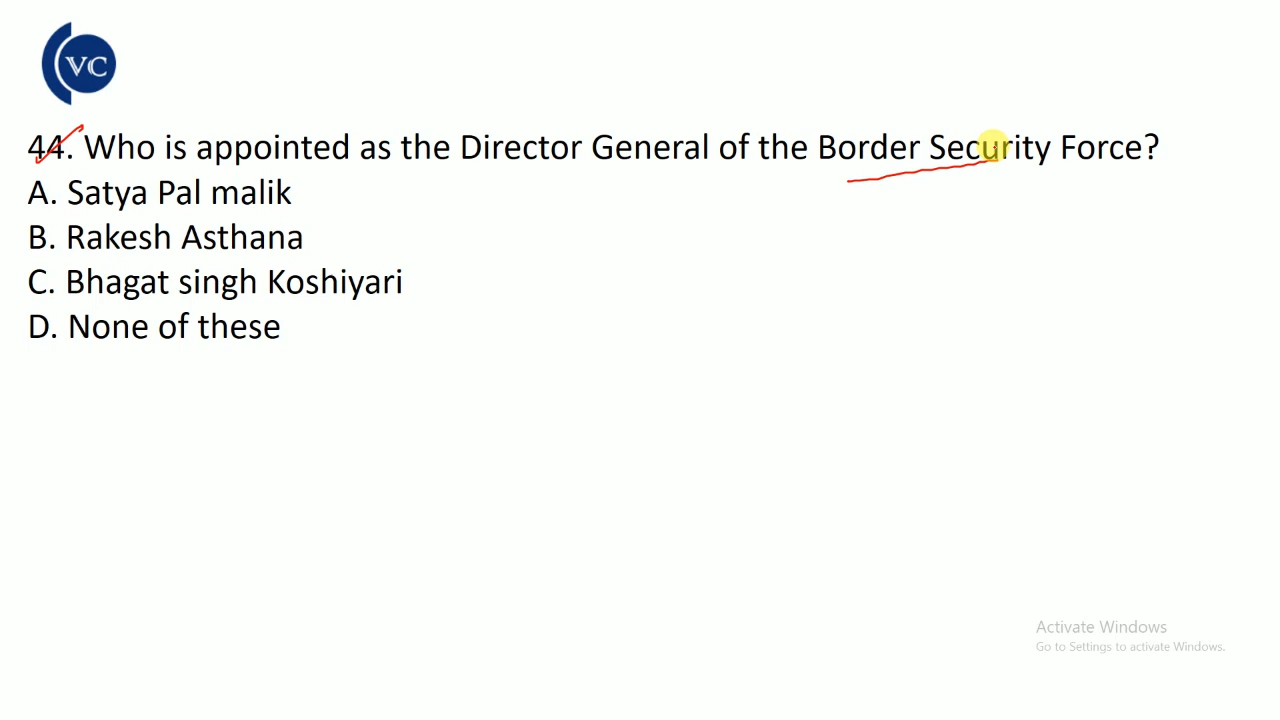 VC
44. Who is appointed as the Director General of the Border Security Force?
A. Satya Pal malik
B. Rakesh Asthana
C. Bhagat singh Koshiyari
D. None of these
Activate Windows
Go to Settings to activate Windows.